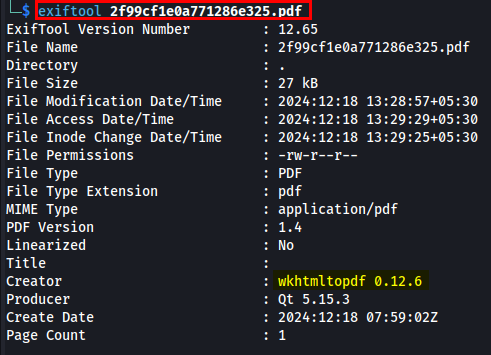 └─$ exiftool 2f99cf1e0a771286e325.pdf
ExifTool Version Number : 12.65
File Name : 2f99cf1e0a771286e325.pdf
Directory : .
File Size : 27 kB
File Modification Date/Time : 2024:12:18 13:28:57+05:30
File Access Date/Time : 2024:12:18 13:29:29+05:30
File Inode Change Date/Time : 2024:12:18 13:29:25+05:30
File Permissions : -rw-r--r--
File Type : PDF
File Type Extension : pdf
MIME Type : application/pdf
PDF Version : 1.4
Linearized : No
Title :
Creator : wkhtmltopdf 0.12.6
Producer : Qt 5.15.3
Create Date : 2024:12:18 07:59:02Z
Page Count : 1